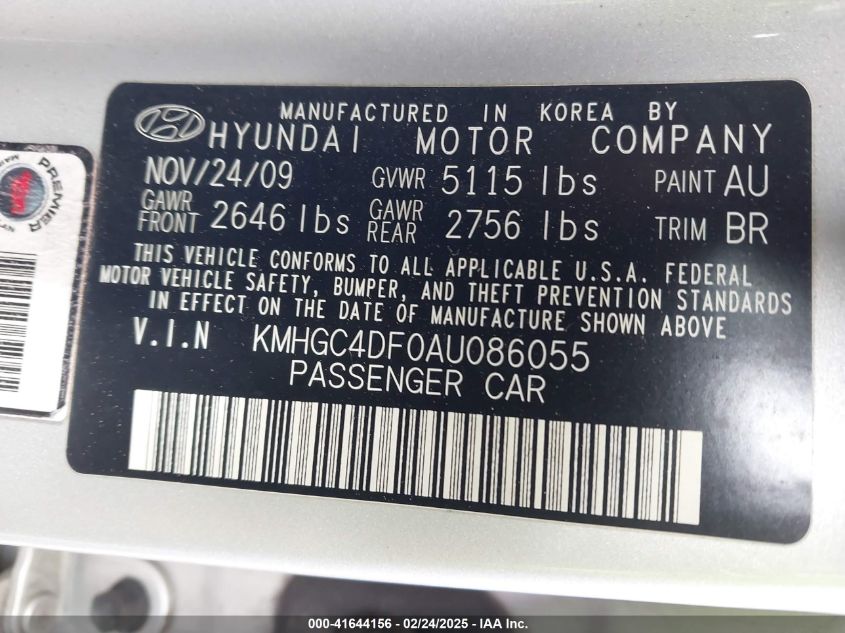 MANUFACTURED IN KOREA BY
HYUNDAI MOTOR COMPANY
NOV/24/09 GVWR 5115 lbs PAINT AU
GAWR FRONT 2646 lbs GAWR REAR 2756 lbs TRIM BR
THIS VEHICLE CONFORMS TO ALL APPLICABLE U.S.A. FEDERAL
MOTOR VEHICLE SAFETY, BUMPER, AND THEFT PREVENTION STANDARDS
IN EFFECT ON THE DATE OF MANUFACTURE SHOWN ABOVE
V.I.N KMHGC4DF0AU086055
PASSENGER CAR
PREMIER
000-41644156 - 02/24/2025 - IAA Inc.